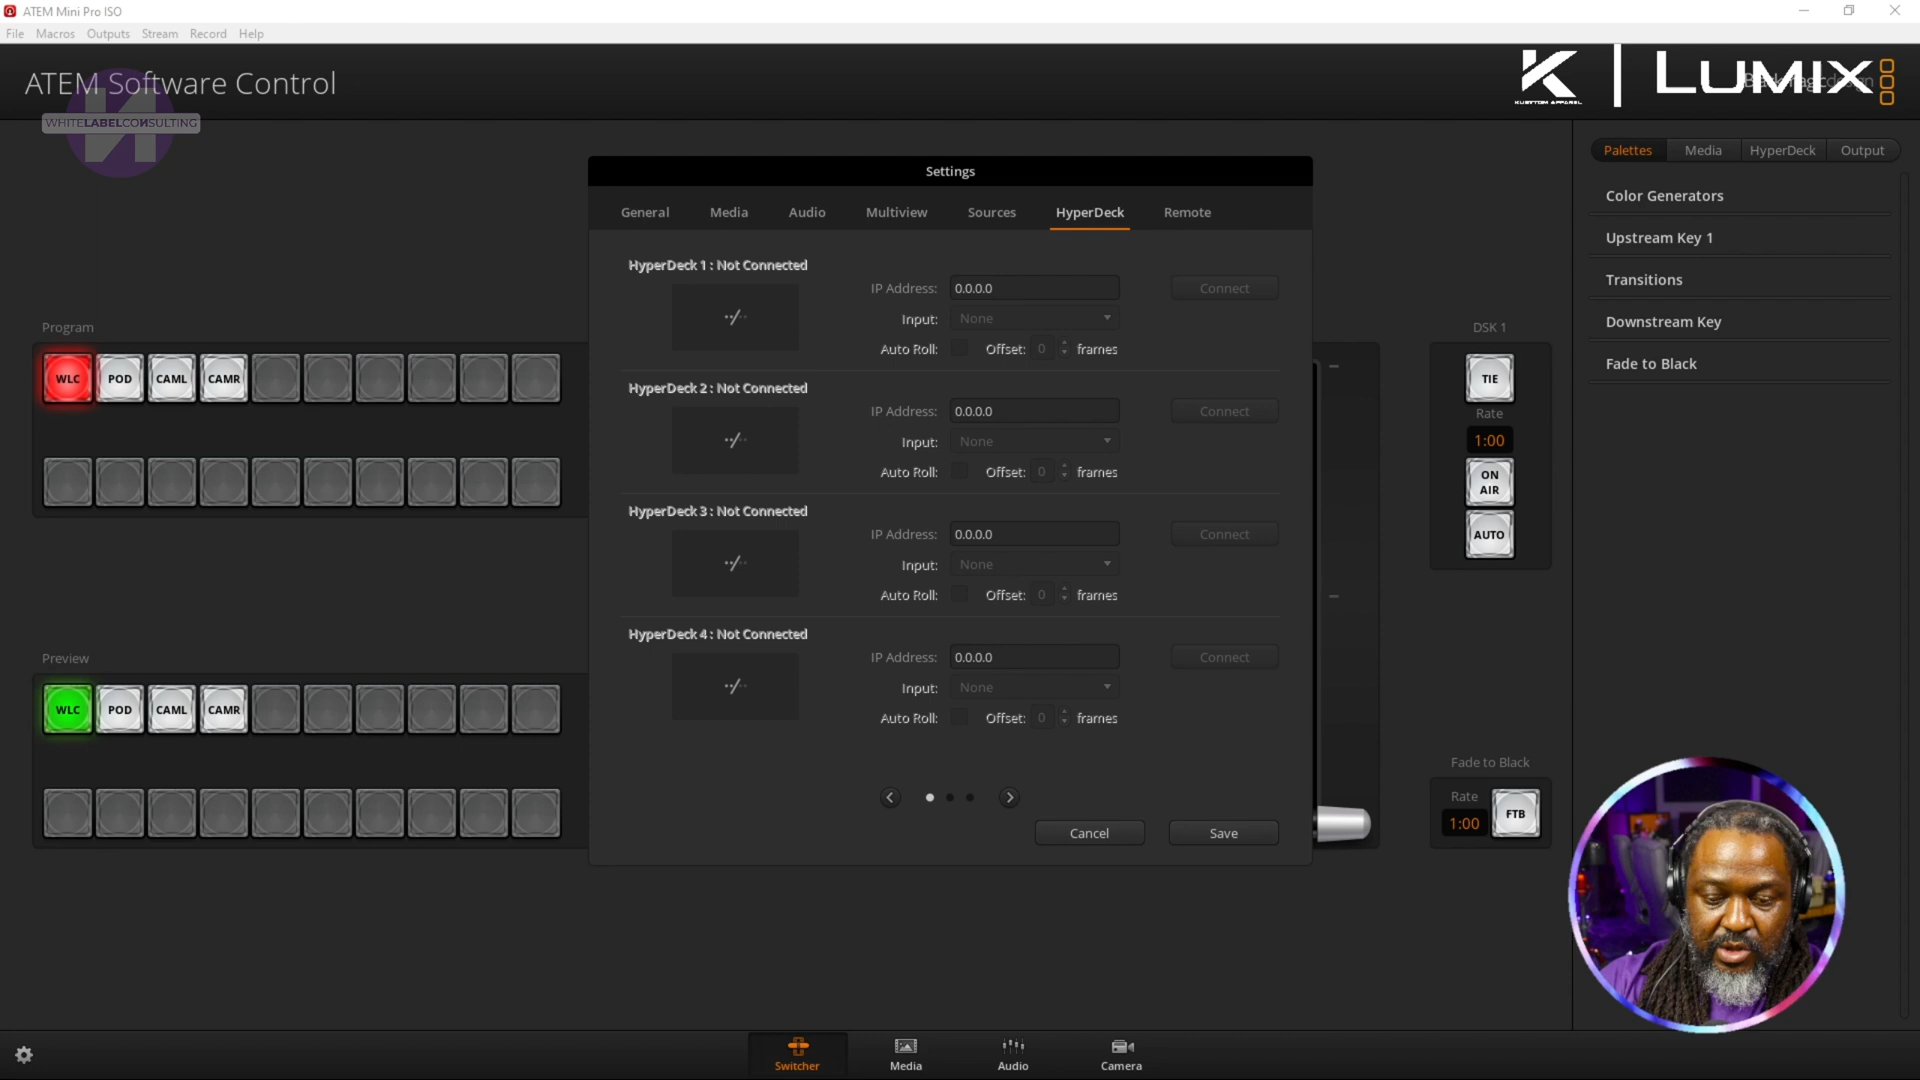 ATEM Mini Pro ISO
File Macros Outputs Stream Record Help
ATEM Software Control
WHITELABELCONSULTING
KUSTTOM APPAREL
LUMIX
Palettes Media HyperDeck Output
Color Generators
Upstream Key 1
Transitions
Downstream Key
Fade to Black
Settings
General Media Audio Multiview Sources HyperDeck Remote
HyperDeck 1 : Not Connected
IP Address: 0.0.0.0 Connect
Input: None
Auto Roll: Offset: 0 frames
HyperDeck 2 : Not Connected
IP Address: 0.0.0.0 Connect
Input: None
Auto Roll: Offset: 0 frames
HyperDeck 3 : Not Connected
IP Address: 0.0.0.0 Connect
Input: None
Auto Roll: Offset: 0 frames
HyperDeck 4 : Not Connected
IP Address: 0.0.0.0 Connect
Input: None
Auto Roll: Offset: 0 frames
Cancel Save
Program
WLC POD CAML CAMR
Preview
WLC POD CAML CAMR
DSK 1
TIE
Rate
1:00
ON
AIR
AUTO
Fade to Black
Rate
1:00
FTB
Switcher Media Audio Camera